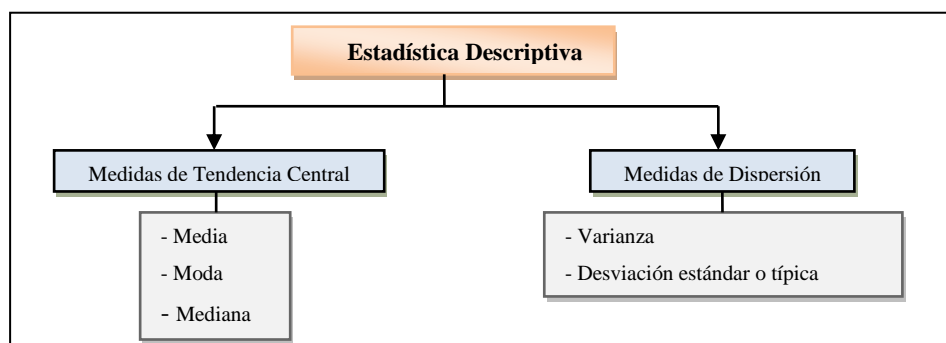 Estadística Descriptiva
Medidas de Tendencia Central
Medidas de Dispersión
- Media
- Moda
- Mediana
- Varianza
- Desviación estándar o típica